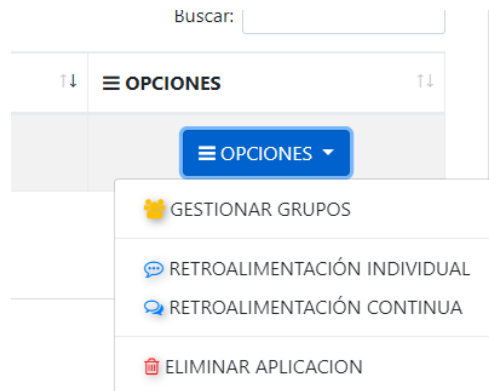 Buscar:
OPCIONES
OPCIONES
GESTIONAR GRUPOS
RETROALIMENTACIÓN INDIVIDUAL
RETROALIMENTACIÓN CONTINUA
ELIMINAR APLICACION